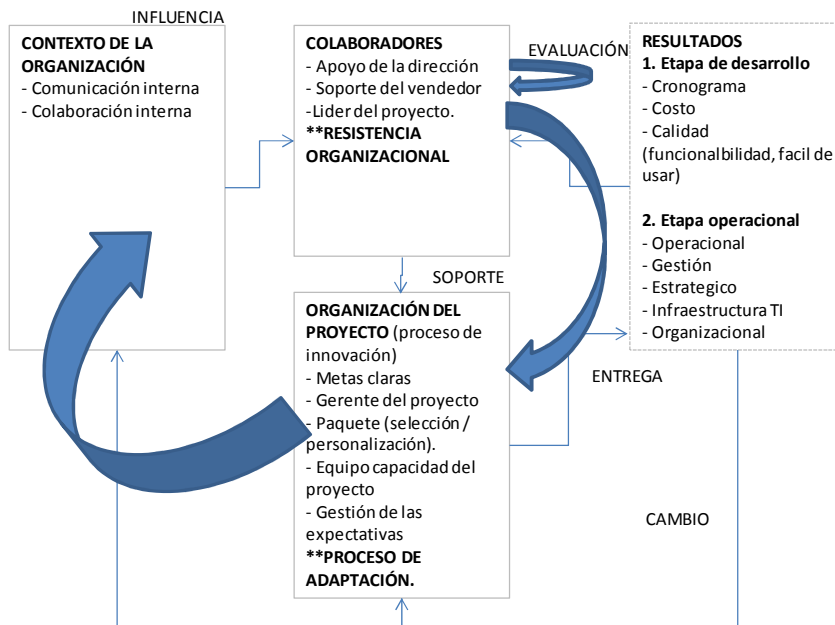 INFLUENCIA
CONTEXTO DE LA
ORGANIZACIÓN
- Comunicación interna
- Colaboración interna
COLABORADORES
- Apoyo de la dirección
- Soporte del vendedor
-Lider del proyecto.
**RESISTENCIA
ORGANIZACIONAL
EVALUACIÓN
RESULTADOS
1. Etapa de desarrollo
- Cronograma
- Costo
- Calidad
(funcionalbilidad, facil de
usar)
2. Etapa operacional
- Operacional
- Gestión
- Estrategico
- Infraestructura TI
- Organizacional
SOPORTE
ORGANIZACIÓN DEL
PROYECTO (proceso de
innovación)
- Metas claras
- Gerente del proyecto
- Paquete (selección /
personalización).
- Equipo capacidad del
proyecto
- Gestión de las
expectativas
**PROCESO DE
ADAPTACIÓN.
ENTREGA
CAMBIO